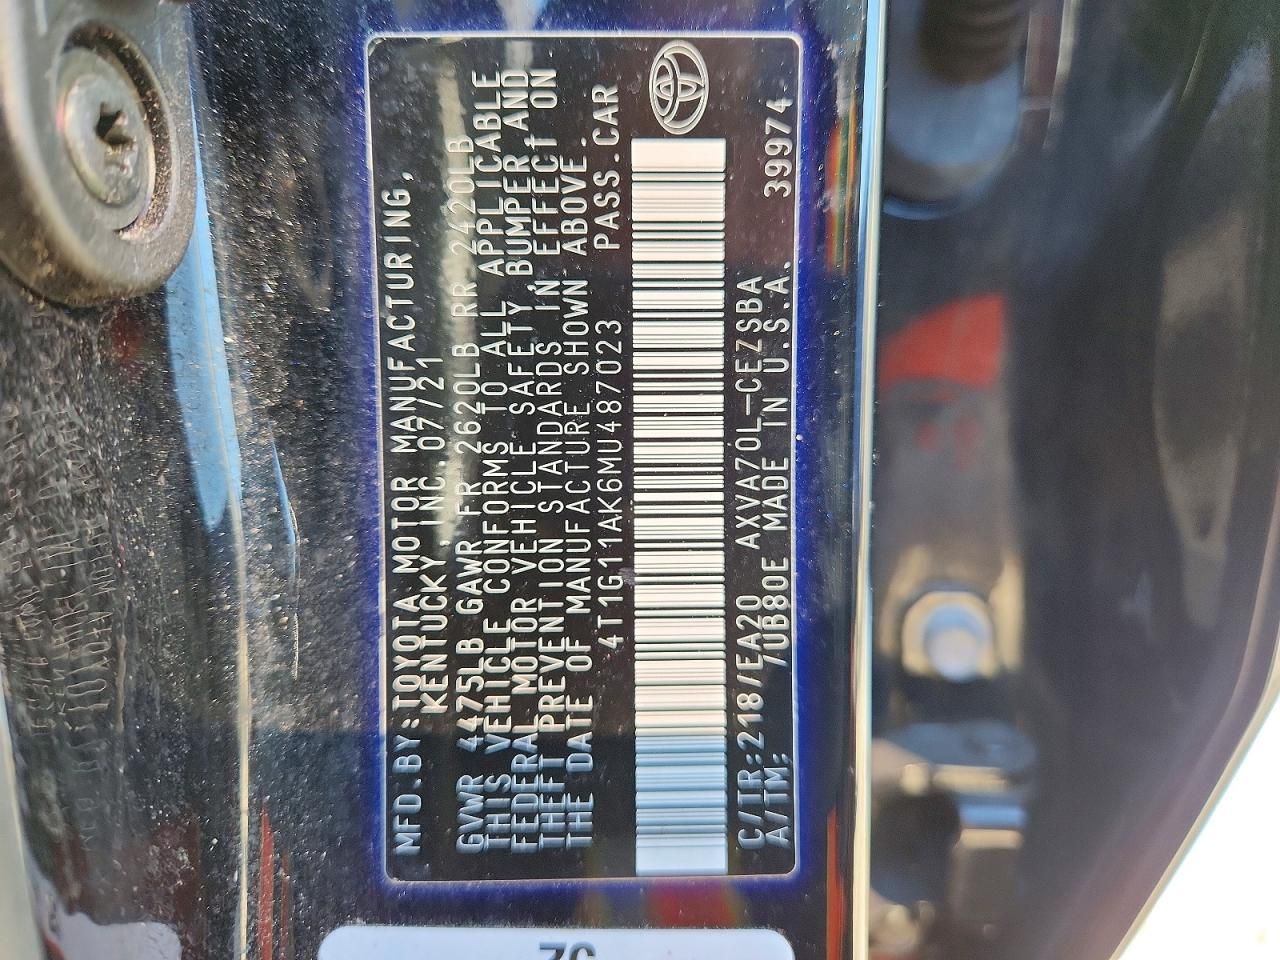 MFD.BY:TOYOTA MOTOR MANUFACTURING,
KENTUCKY,INC.07/21
GVWR 4475LB GAWR FR 2620LB RR 2420LB
THIS VEHICLE CONFORMS TO ALL APPLICABLE
FEDERAL MOTOR VEHICLE SAFETY,BUMPER AND
THEFT PREVENTION STANDARDS IN EFFECT ON
THE DATE OF MANUFACTURE SHOWN ABOVE.
4T1G11AK6MU487023 PASS.CAR
C/TR:218/EA20 AXVA70L-CEZSBA 39974
A/TM: /UB80E MADE IN U.S.A.